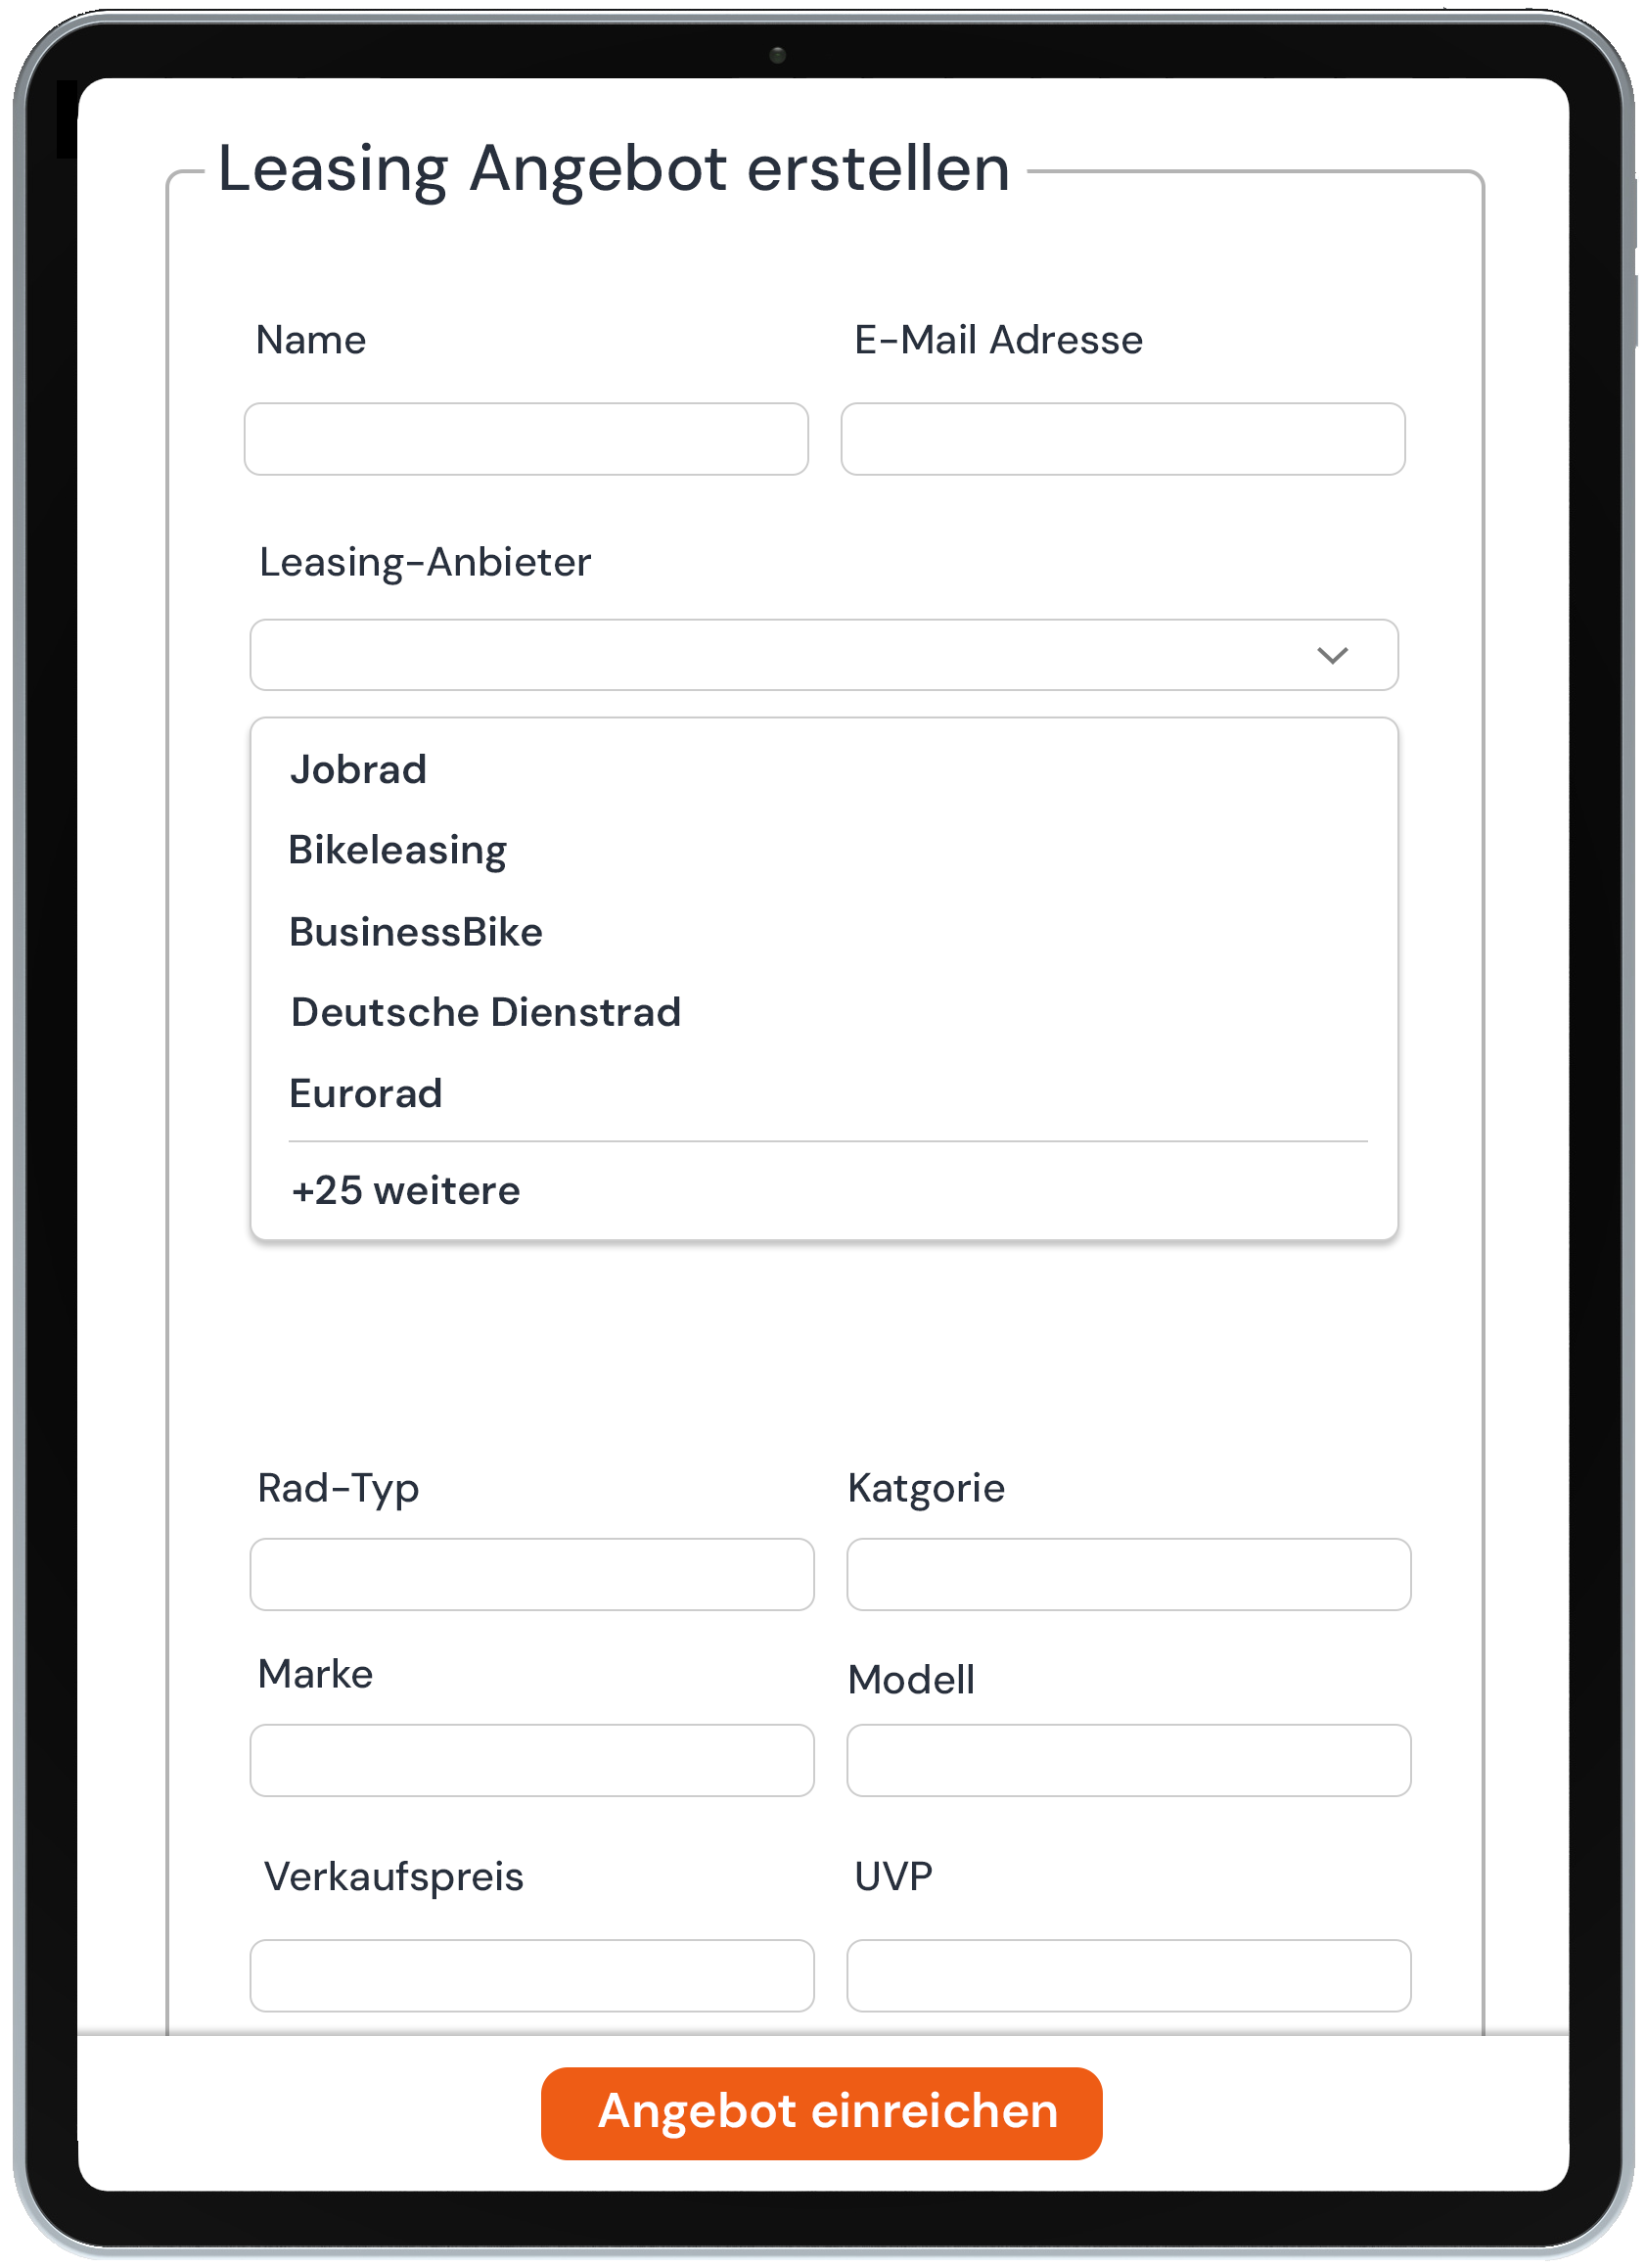 Leasing Angebot erstellen
Name
E-Mail Adresse
Leasing-Anbieter
Jobrad
Bikeleasing
BusinessBike
Deutsche Dienstrad
Eurorad
+25 weitere
Rad-Typ
Katgorie
Marke
Modell
Verkaufspreis
UVP
Angebot einreichen